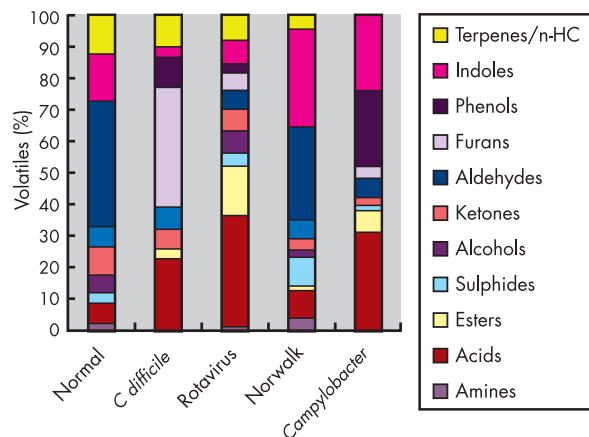 100
90
80
70
60
50
40
30
20
10
0
Volatiles (%)
Normal
C difficile
Rotavirus
Norwalk
Campylobacter
Terpenes/n-HC
Indoles
Phenols
Furans
Aldehydes
Ketones
Alcohols
Sulphides
Esters
Acids
Amines